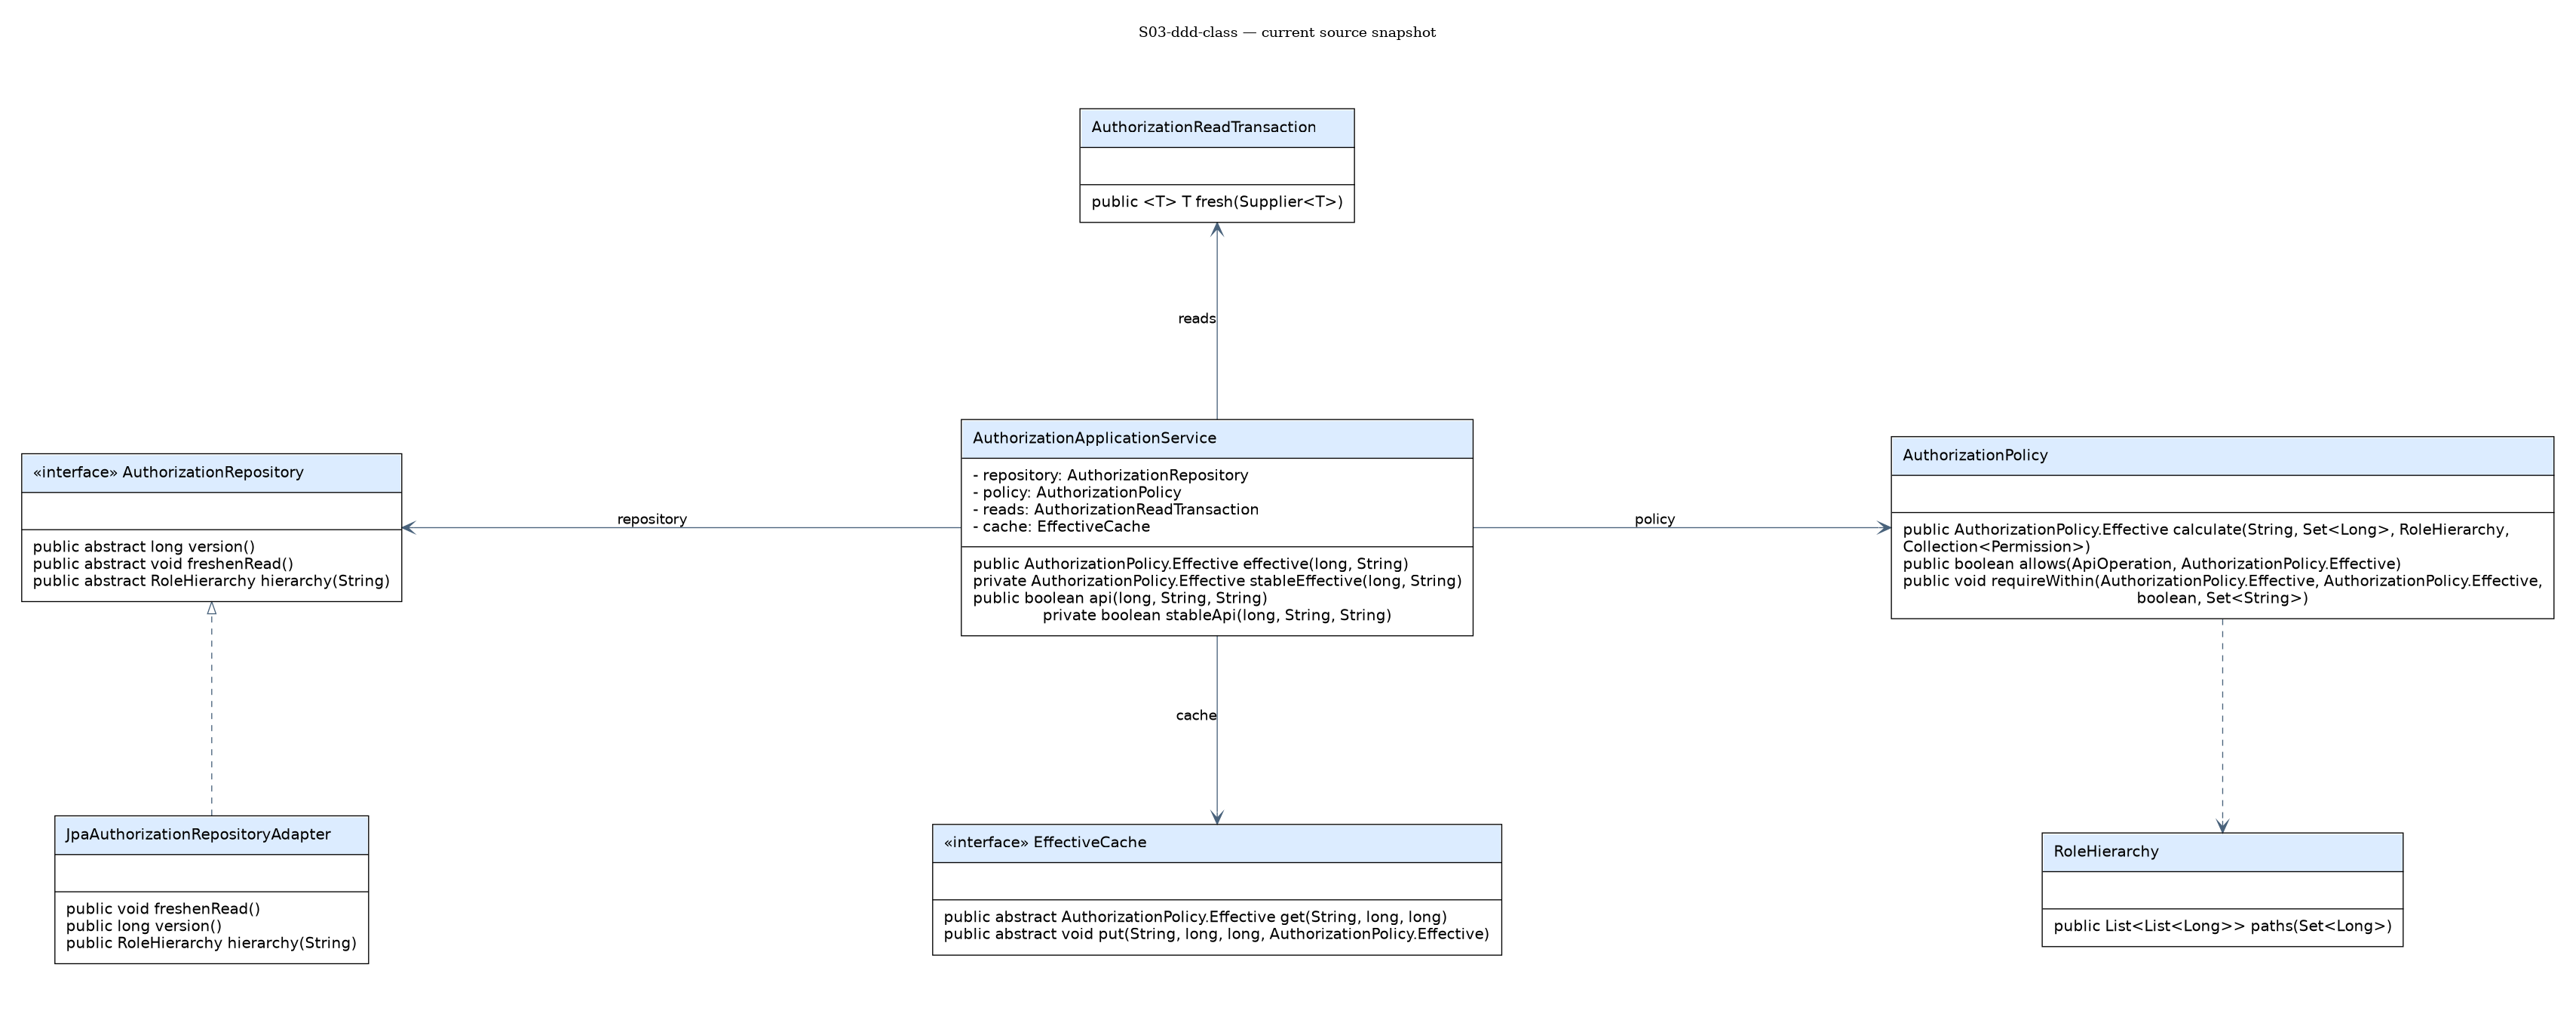 S03-ddd-class — current source snapshot
AuthorizationReadTransaction
public <T> T fresh(Supplier<T>)
reads
AuthorizationApplicationService
- repository: AuthorizationRepository
- policy: AuthorizationPolicy
- reads: AuthorizationReadTransaction
- cache: EffectiveCache
public AuthorizationPolicy.Effective effective(long, String)
private AuthorizationPolicy.Effective stableEffective(long, String)
public boolean api(long, String, String)
private boolean stableApi(long, String, String)
«interface» AuthorizationRepository
public abstract long version()
public abstract void freshenRead()
public abstract RoleHierarchy hierarchy(String)
repository
policy
AuthorizationPolicy
public AuthorizationPolicy.Effective calculate(String, Set<Long>, RoleHierarchy,
Collection<Permission>)
public boolean allows(ApiOperation, AuthorizationPolicy.Effective)
public void requireWithin(AuthorizationPolicy.Effective, AuthorizationPolicy.Effective,
boolean, Set<String>)
cache
JpaAuthorizationRepositoryAdapter
public void freshenRead()
public long version()
public RoleHierarchy hierarchy(String)
«interface» EffectiveCache
public abstract AuthorizationPolicy.Effective get(String, long, long)
public abstract void put(String, long, long, AuthorizationPolicy.Effective)
RoleHierarchy
public List<List<Long>> paths(Set<Long>)